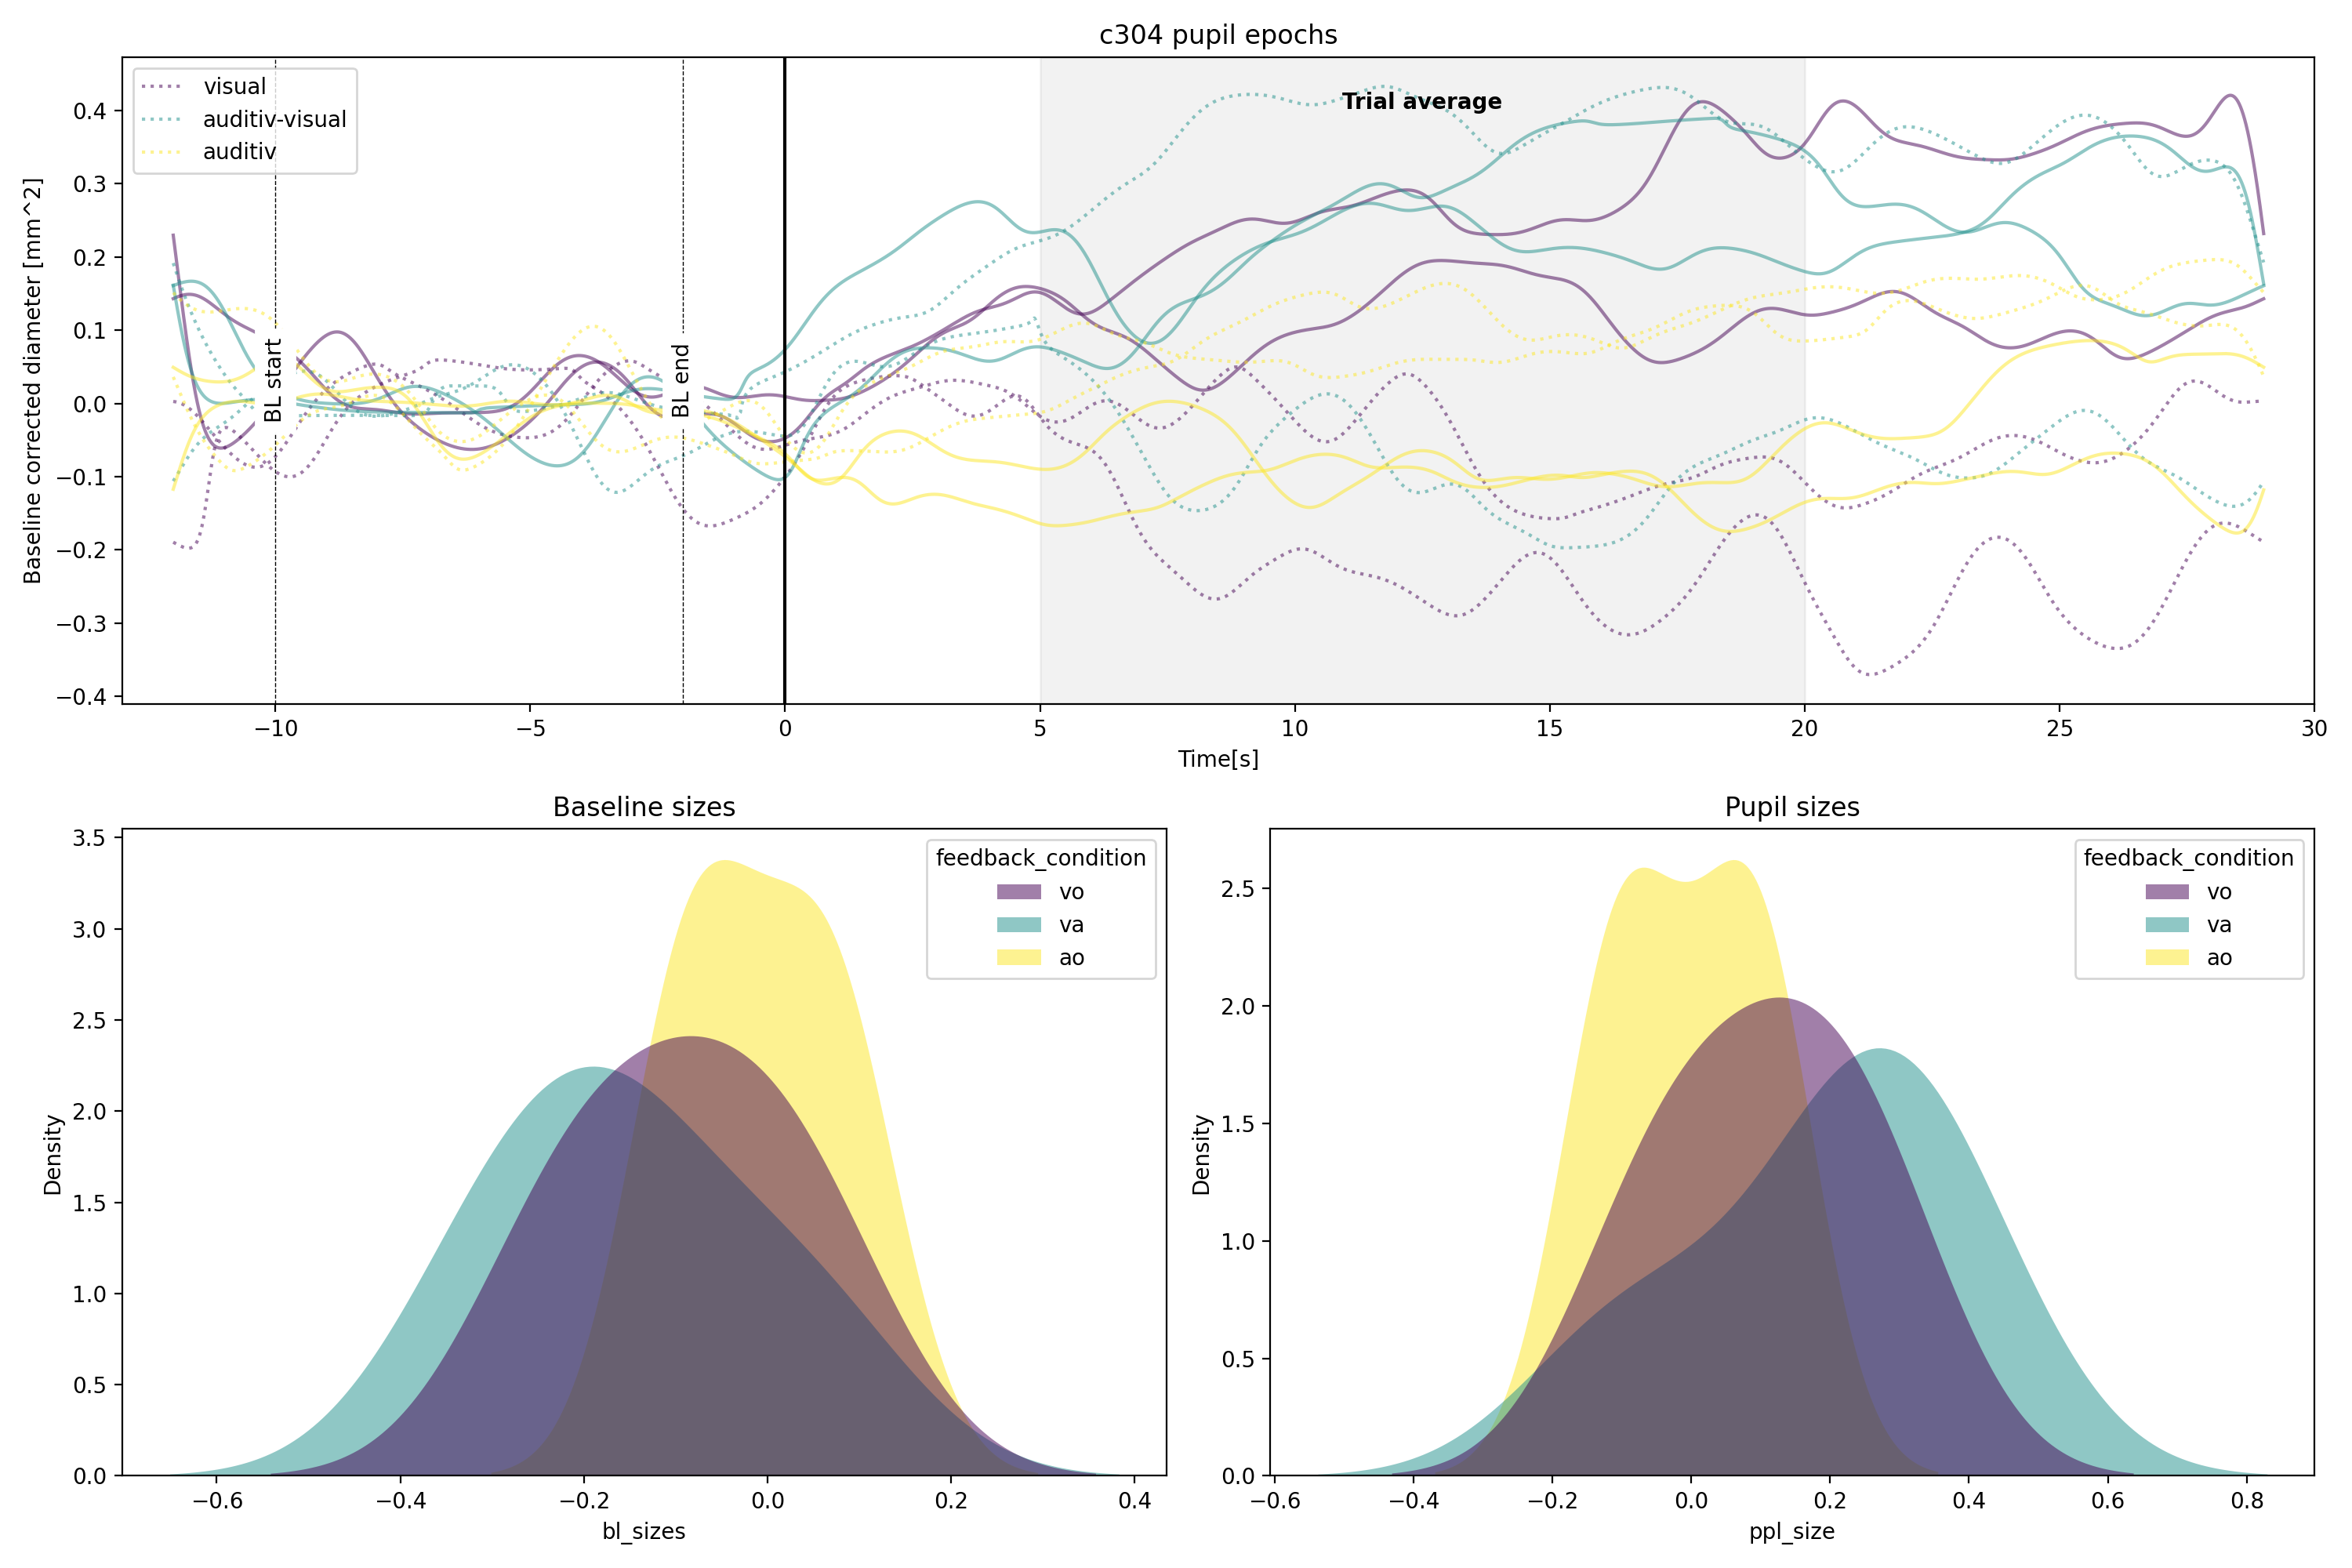 c304 pupil epochs
visual
auditiv-visual
auditiv
Trial average
BL start
BL end
Baseline corrected diameter [mm^2]
0.4
0.3
0.2
0.1
0.0
−0.1
−0.2
−0.3
−0.4
−10
−5
0
5
10
15
20
25
30
Time[s]
Baseline sizes
feedback_condition
vo
va
ao
Density
3.5
3.0
2.5
2.0
1.5
1.0
0.5
0.0
−0.6
−0.4
−0.2
0.0
0.2
0.4
bl_sizes
Pupil sizes
feedback_condition
vo
va
ao
Density
2.5
2.0
1.5
1.0
0.5
0.0
−0.6
−0.4
−0.2
0.0
0.2
0.4
0.6
0.8
ppl_size